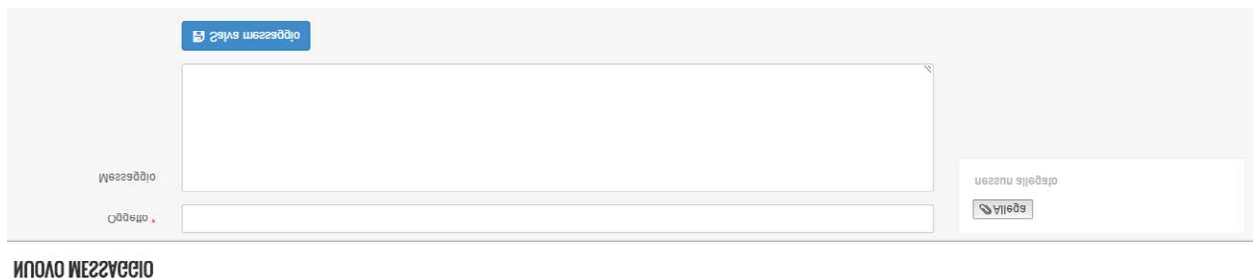 NUOVO MESSAGGIO
Oggetto *
Allega
nessun allegato
Messaggio
Salva messaggio